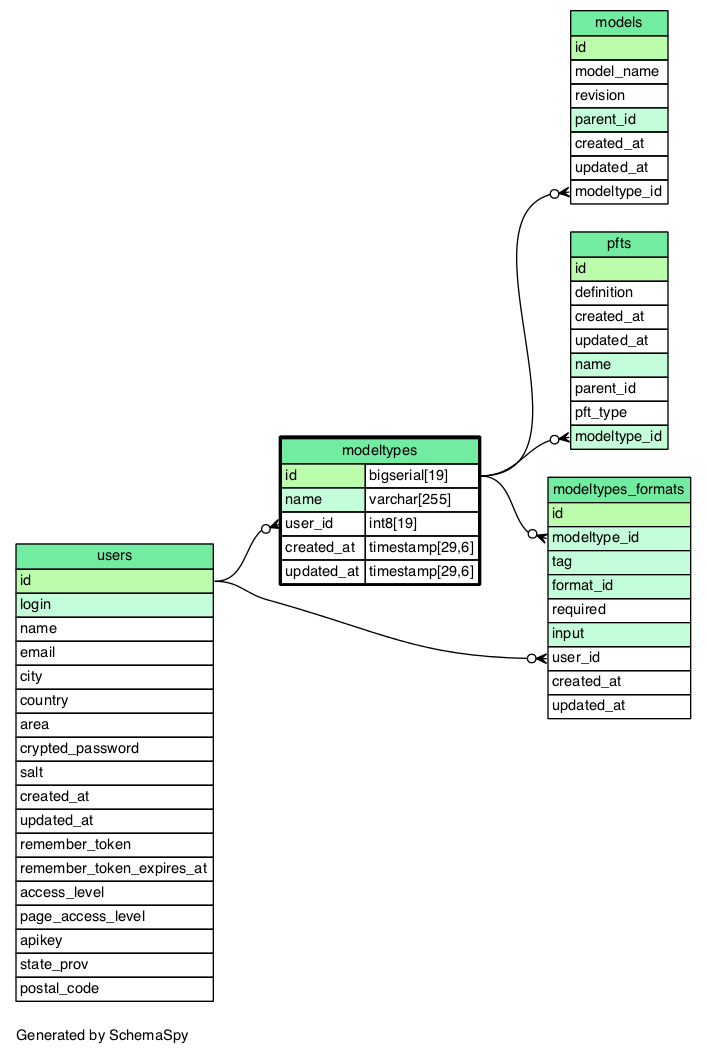 models
id
model_name
revision
parent_id
created_at
updated_at
modeltype_id
pfts
id
definition
created_at
updated_at
name
parent_id
pft_type
modeltype_id
modeltypes
id bigserial[19]
name varchar[255]
user_id int8[19]
created_at timestamp[29,6]
updated_at timestamp[29,6]
modeltypes_formats
id
modeltype_id
tag
format_id
required
input
user_id
created_at
updated_at
users
id
login
name
email
city
country
area
crypted_password
salt
created_at
updated_at
remember_token
remember_token_expires_at
access_level
page_access_level
apikey
state_prov
postal_code
Generated by SchemaSpy